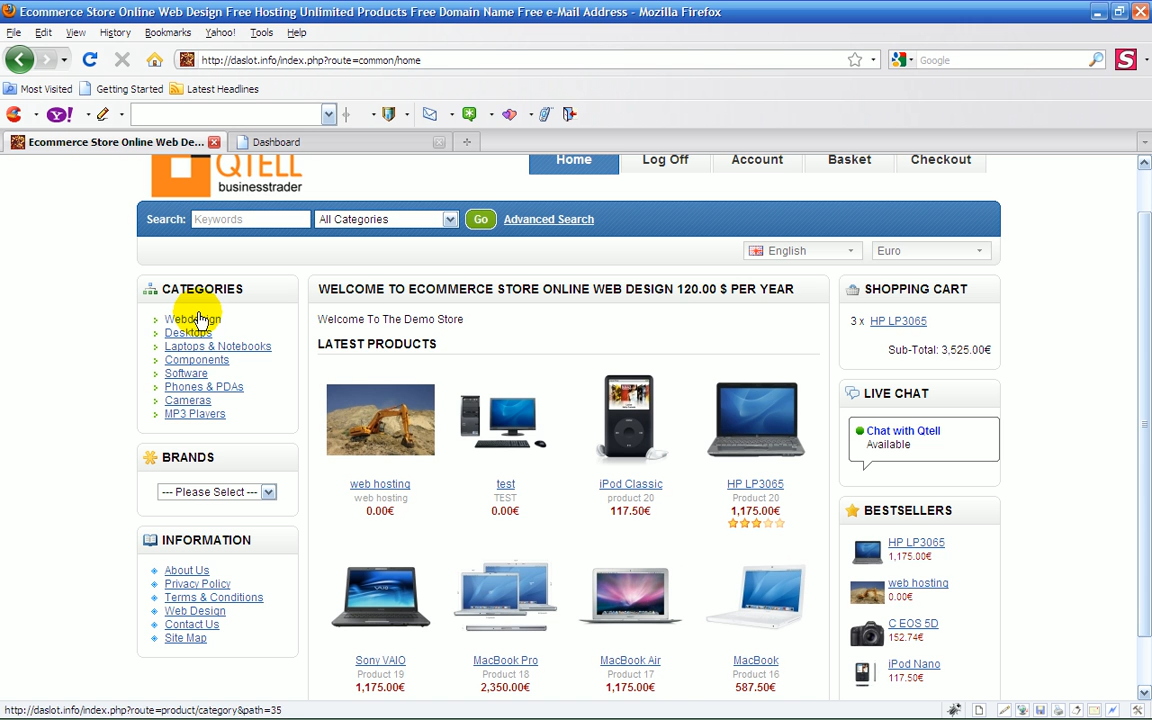 Ecommerce Store Online Web Design Free Hosting Unlimited Products Free Domain Name Free e-Mail Address - Mozilla Firefox
File Edit View History Bookmarks Yahoo! Tools Help
http://daslot.info/index.php?route=common/home
Google
S
Most Visited Getting Started Latest Headlines
Y!
Ecommerce Store Online Web De... Dashboard
QTELL
businesstrader
Home Log Off Account Basket Checkout
Search: Keywords All Categories Go Advanced Search
English Euro
CATEGORIES
Webdesign
Desktops
Laptops & Notebooks
Components
Software
Phones & PDAs
Cameras
MP3 Players
BRANDS
--- Please Select ---
INFORMATION
About Us
Privacy Policy
Terms & Conditions
Web Design
Contact Us
Site Map
WELCOME TO ECOMMERCE STORE ONLINE WEB DESIGN 120.00 $ PER YEAR
Welcome To The Demo Store
LATEST PRODUCTS
web hosting
web hosting
0.00€
test
TEST
0.00€
iPod Classic
product 20
117.50€
HP LP3065
Product 20
1,175.00€
Sony VAIO
Product 19
1,175.00€
MacBook Pro
Product 18
2,350.00€
MacBook Air
Product 17
1,175.00€
MacBook
Product 16
587.50€
SHOPPING CART
3 x HP LP3065
Sub-Total: 3,525.00€
LIVE CHAT
Chat with Qtell
Available
BESTSELLERS
HP LP3065
1,175.00€
web hosting
0.00€
C EOS 5D
152.74€
iPod Nano
117.50€
http://daslot.info/index.php?route=product/category&path=35